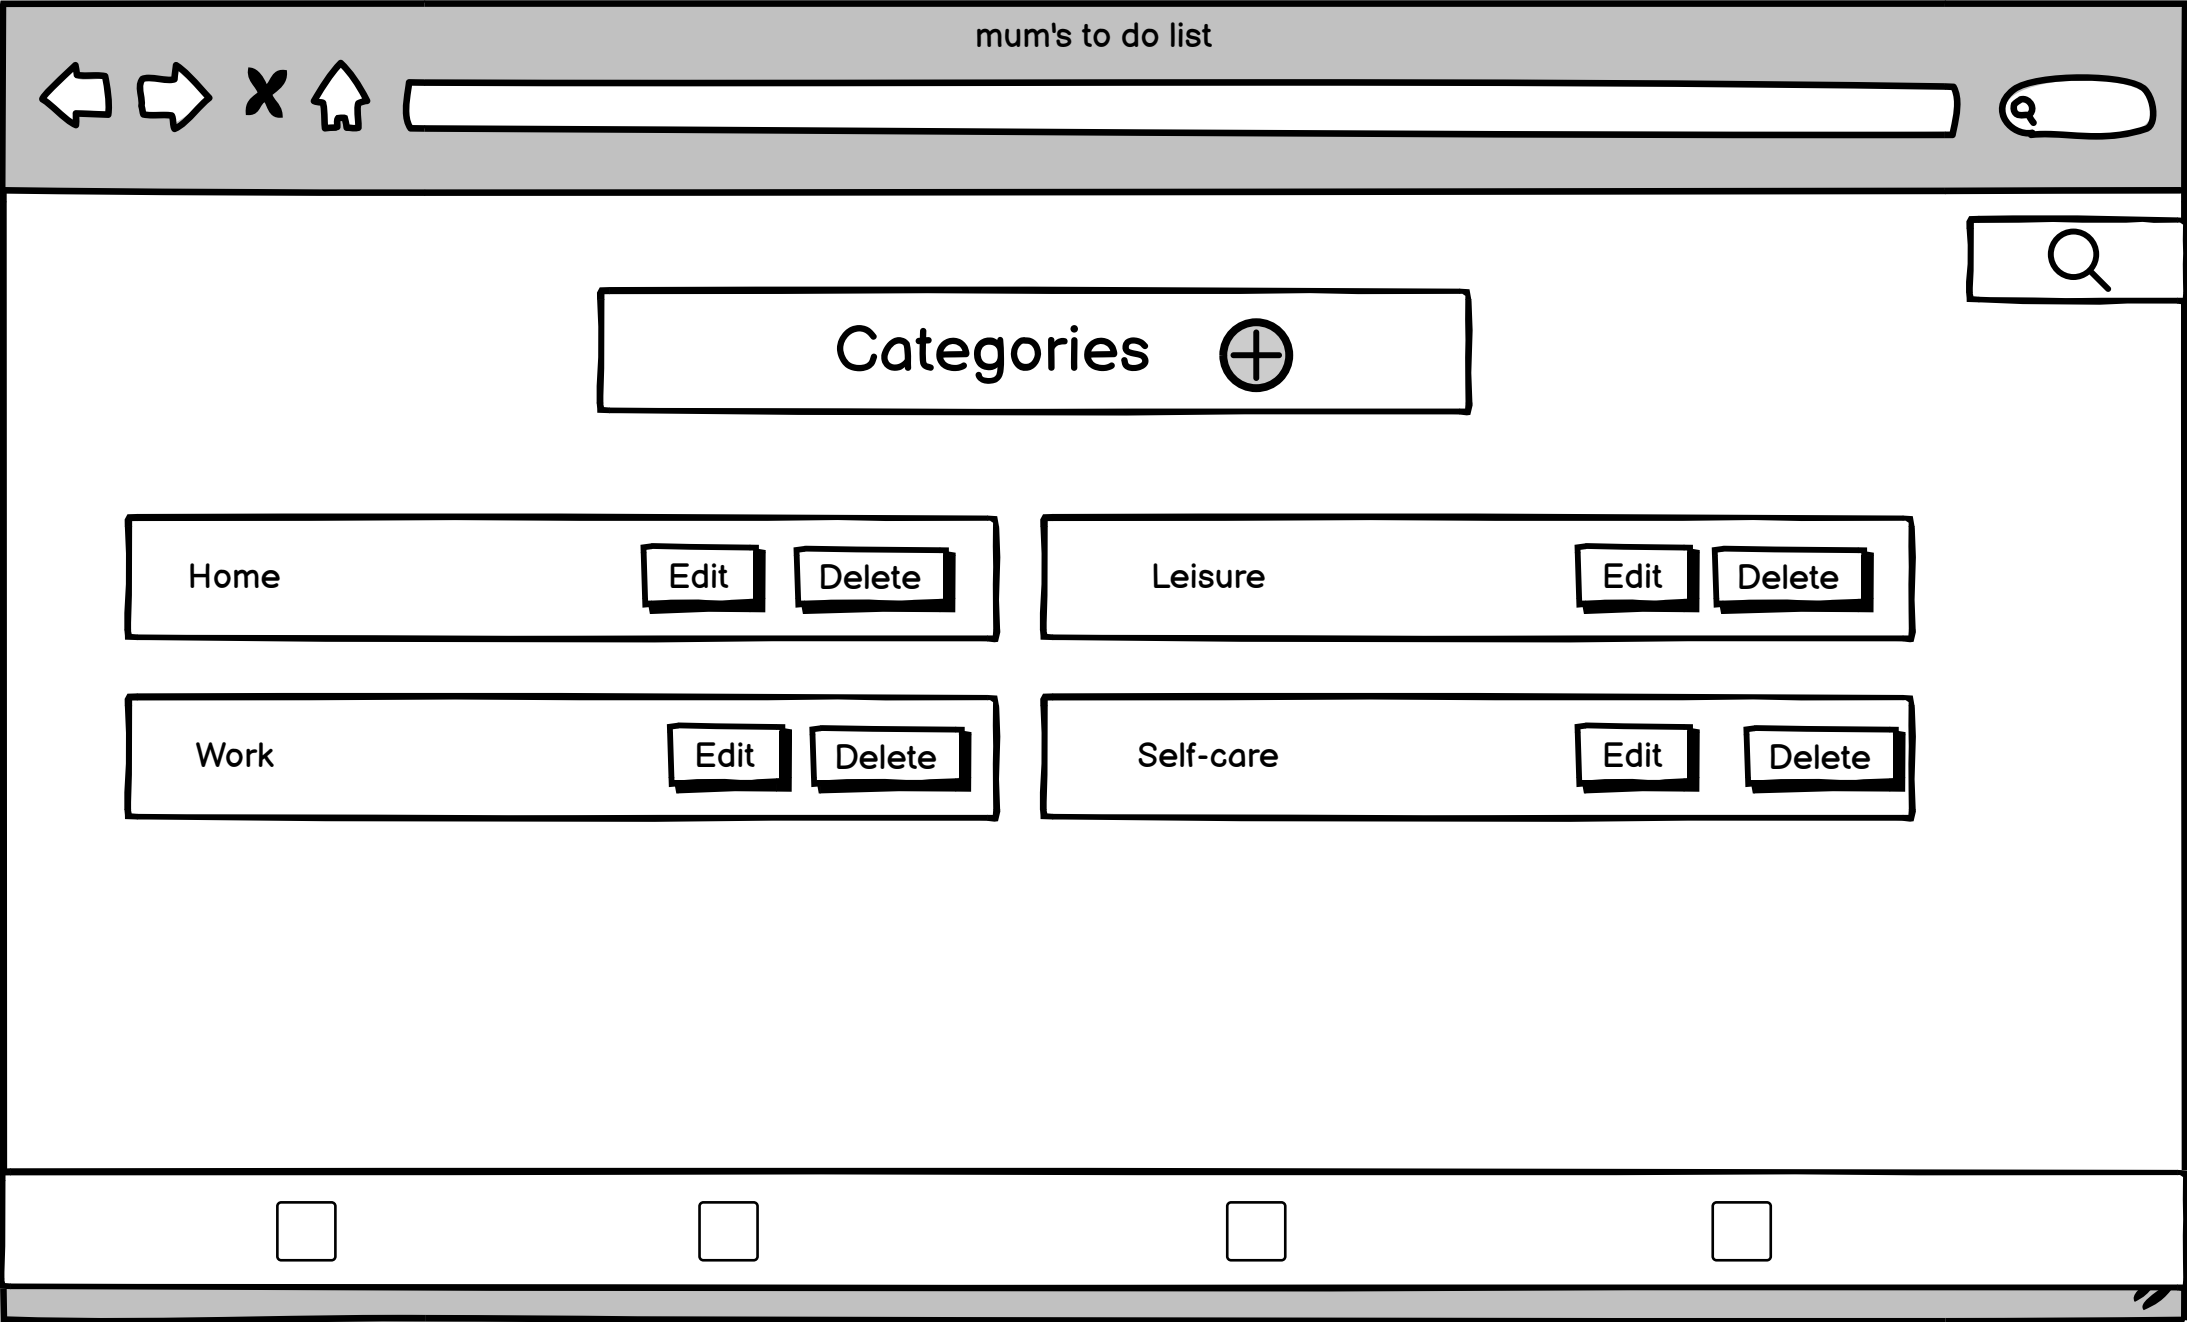 mum's to do list
Categories
Home Edit Delete
Leisure Edit Delete
Work Edit Delete
Self-care Edit Delete